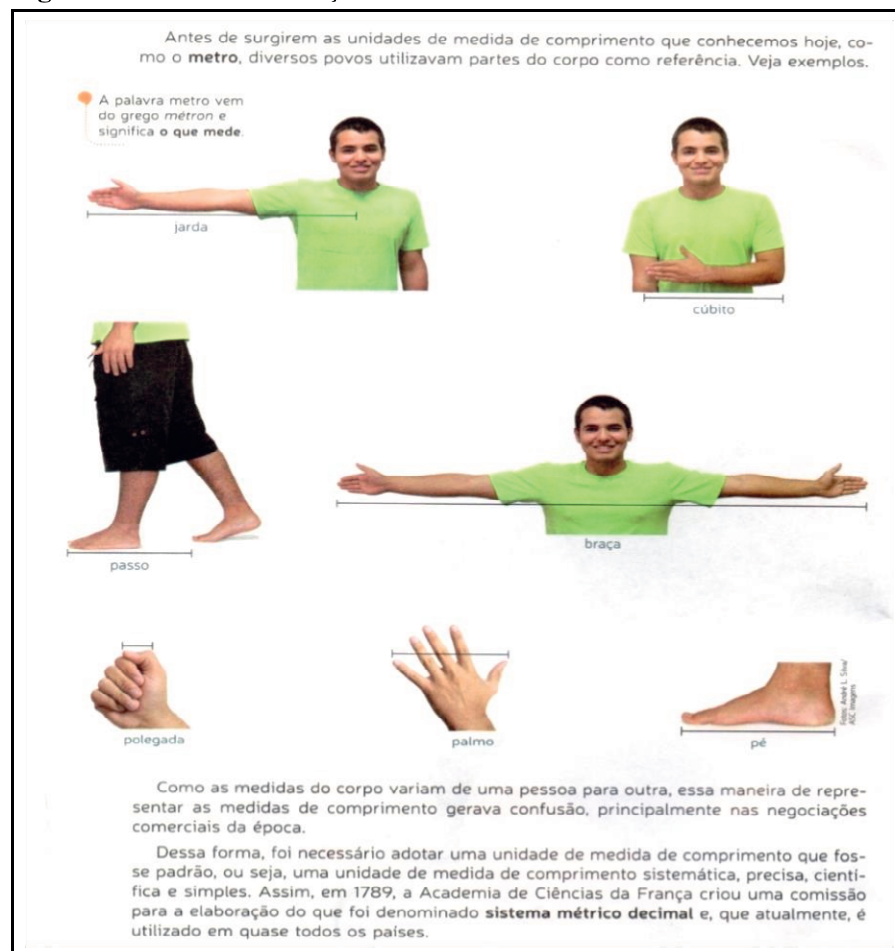 Antes de surgirem as unidades de medida de comprimento que conhecemos hoje, co-
mo o metro, diversos povos utilizavam partes do corpo como referência. Veja exemplos.
A palavra metro vem
do grego métron e
significa o que mede.
jarda
cúbito
passo
braça
polegada
palmo
pé
Fotos: André L. Silva/
ASC Imagens
Como as medidas do corpo variam de uma pessoa para outra, essa maneira de repre-
sentar as medidas de comprimento gerava confusão, principalmente nas negociações
comerciais da época.
Dessa forma, foi necessário adotar uma unidade de medida de comprimento que fos-
se padrão, ou seja, uma unidade de medida de comprimento sistemática, precisa, cientí-
fica e simples. Assim, em 1789, a Academia de Ciências da França criou uma comissão
para a elaboração do que foi denominado sistema métrico decimal e, que atualmente, é
utilizado em quase todos os países.